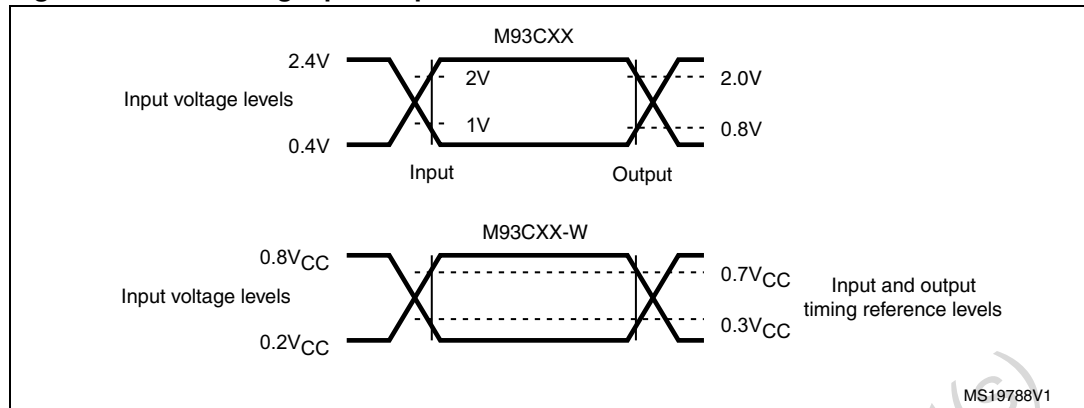 M93CXX
2.4V
2V
2.0V
Input voltage levels
1V
0.8V
0.4V
Input
Output
M93CXX-W
0.8VCC
0.7VCC
Input and output
Input voltage levels
timing reference levels
0.3VCC
0.2VCC
MS19788V1